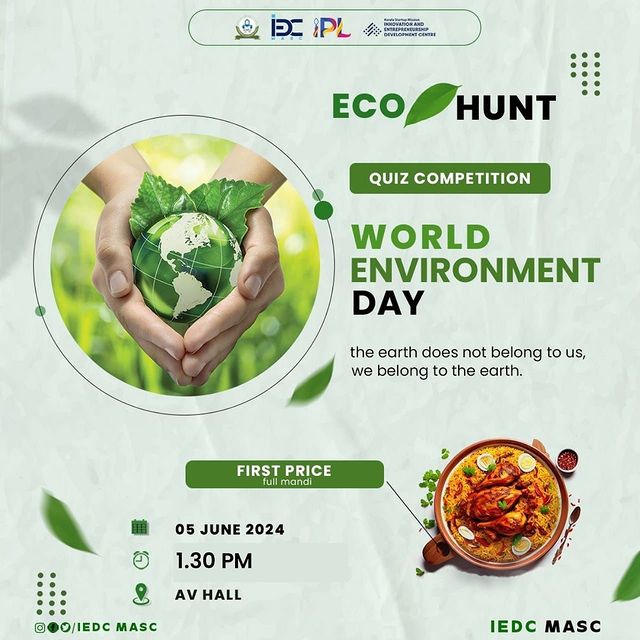 IEDC
MASC
IPL
Kerala Startup Mission
INNOVATION AND
ENTREPRENEURSHIP
DEVELOPMENT CENTRE
ECO HUNT
QUIZ COMPETITION
WORLD
ENVIRONMENT
DAY
the earth does not belong to us,
we belong to the earth.
FIRST PRICE
full mandi
05 JUNE 2024
1.30 PM
AV HALL
/IEDC MASC
IEDC MASC